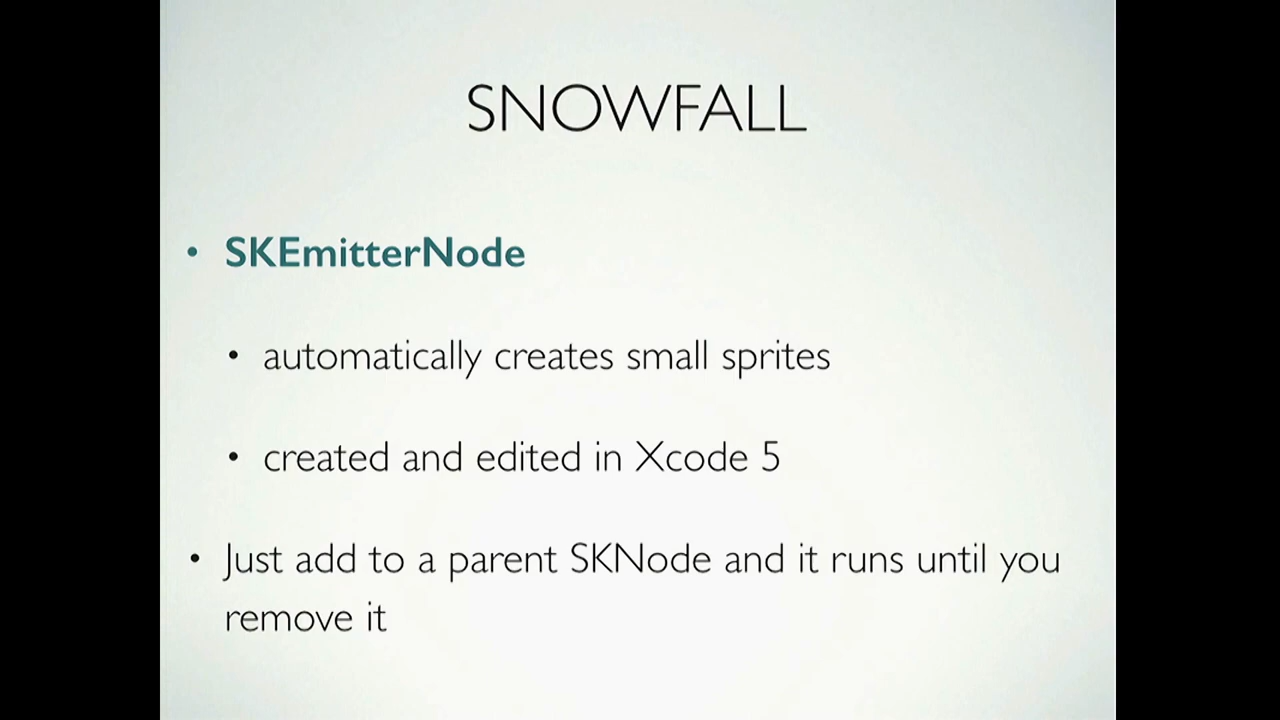 SNOWFALL
• SKEmitterNode
• automatically creates small sprites
• created and edited in Xcode 5
• Just add to a parent SKNode and it runs until you
remove it